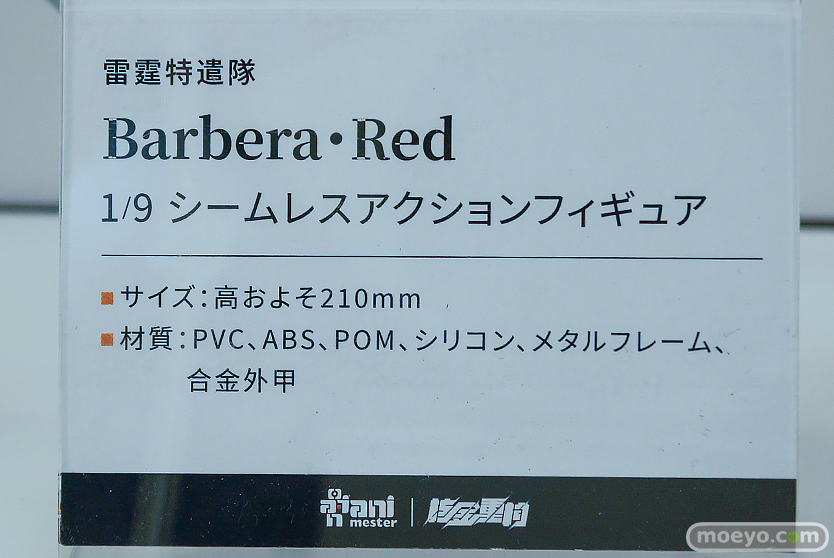 雷霆特遣隊
Barbera・Red
1/9 シームレスアクションフィギュア
サイズ：高およそ210mm
材質：PVC、ABS、POM、シリコン、メタルフレーム、
合金外甲
ani
mester
moeyo.com